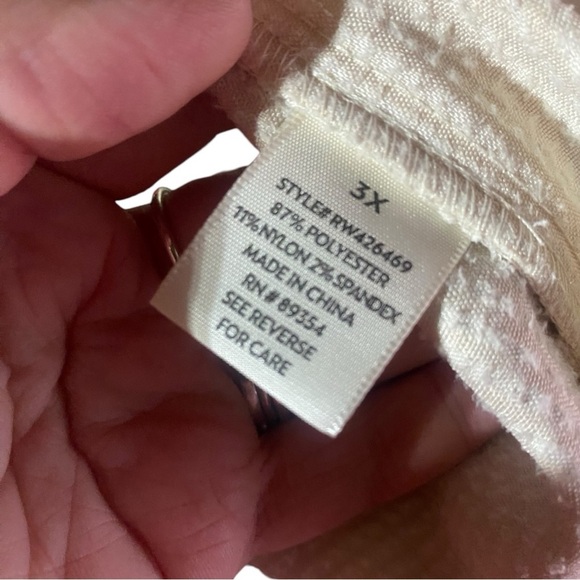 3X
STYLE# RW426469
87% POLYESTER
11% NYLON 2% SPANDEX
MADE IN CHINA
RN # 89354
SEE REVERSE
FOR CARE